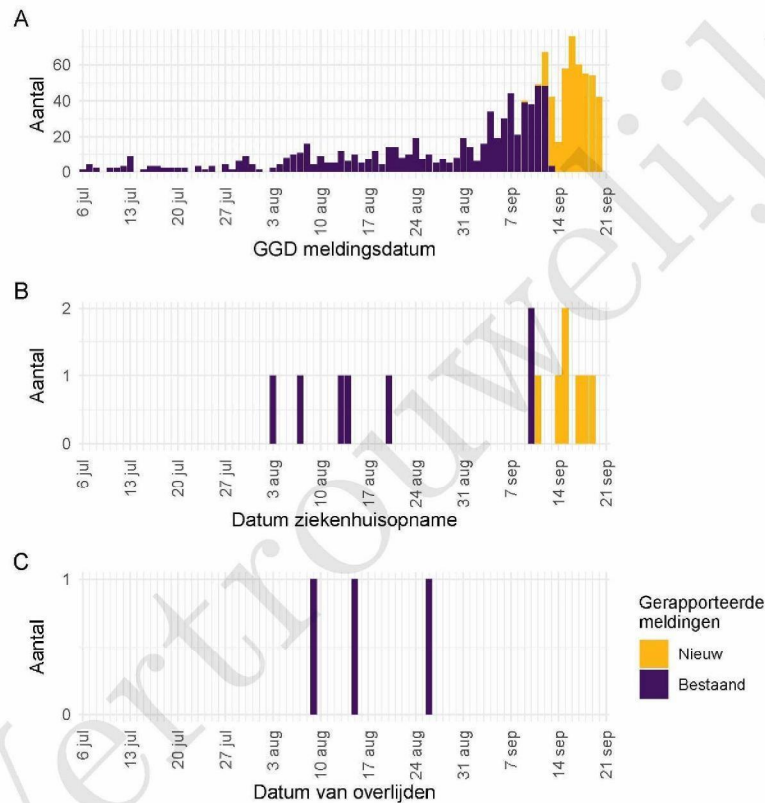 A
Aantal
60
40
20
0
6 jul
13 jul
20 jul
27 jul
3 aug
10 aug
17 aug
24 aug
31 aug
7 sep
14 sep
21 sep
GGD meldingsdatum
B
Aantal
2
1
0
6 jul
13 jul
20 jul
27 jul
3 aug
10 aug
17 aug
24 aug
31 aug
7 sep
14 sep
21 sep
Datum ziekenhuisopname
C
Aantal
1
0
6 jul
13 jul
20 jul
27 jul
3 aug
10 aug
17 aug
24 aug
31 aug
7 sep
14 sep
21 sep
Datum van overlijden
Gerapporteerde
meldingen
Nieuw
Bestaand
Vertrouwelijk